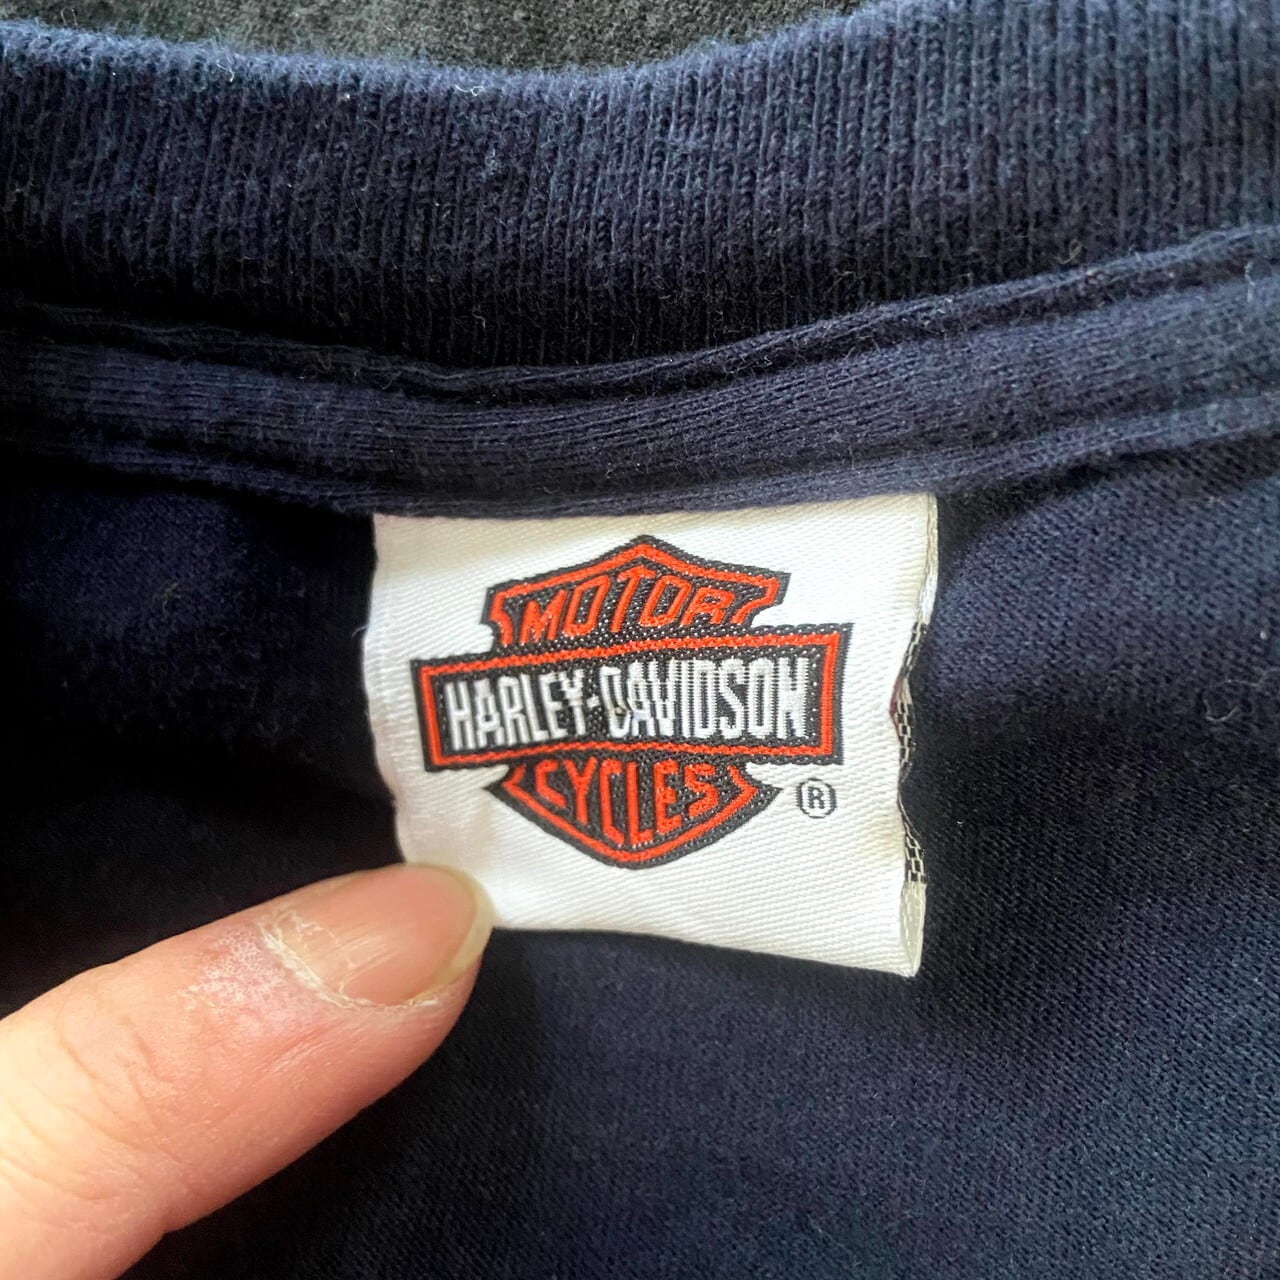 MOTOR
HARLEY-DAVIDSON
CYCLES
®